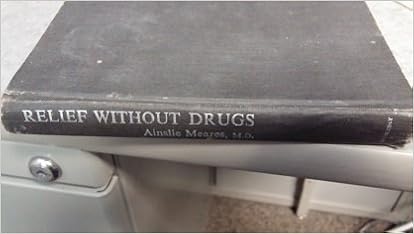 RELIEF WITHOUT DRUGS
Ainslie Meares, M.D.